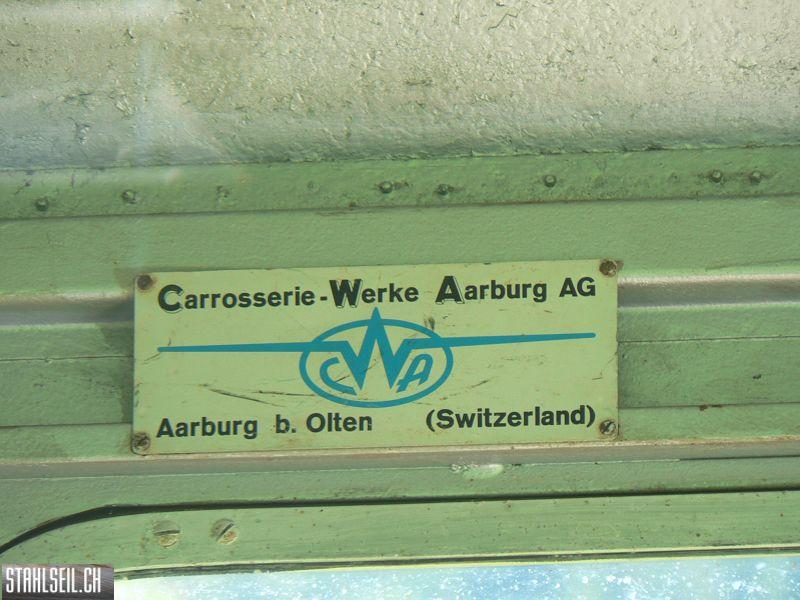 Carrosserie-Werke Aarburg AG
CWA
Aarburg b. Olten (Switzerland)
STAHLSEIL.CH